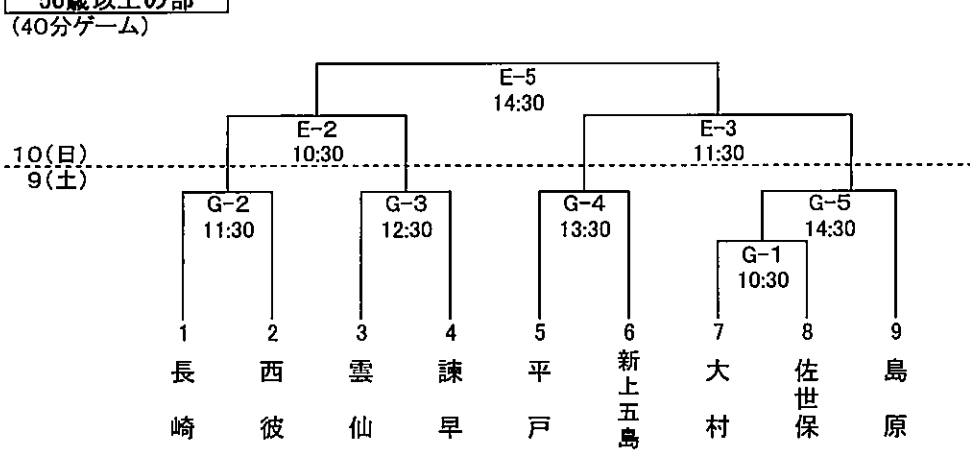 50歳以上の部
(40分ゲーム)
E-5
14:30
E-2
10:30
E-3
11:30
10(日)
9(土)
G-2
11:30
G-3
12:30
G-4
13:30
G-5
14:30
G-1
10:30
1 2 3 4 5 6 7 8 9
長崎
西彼
雲仙
諫早
平戸
新上五島
大村
佐世保
島原